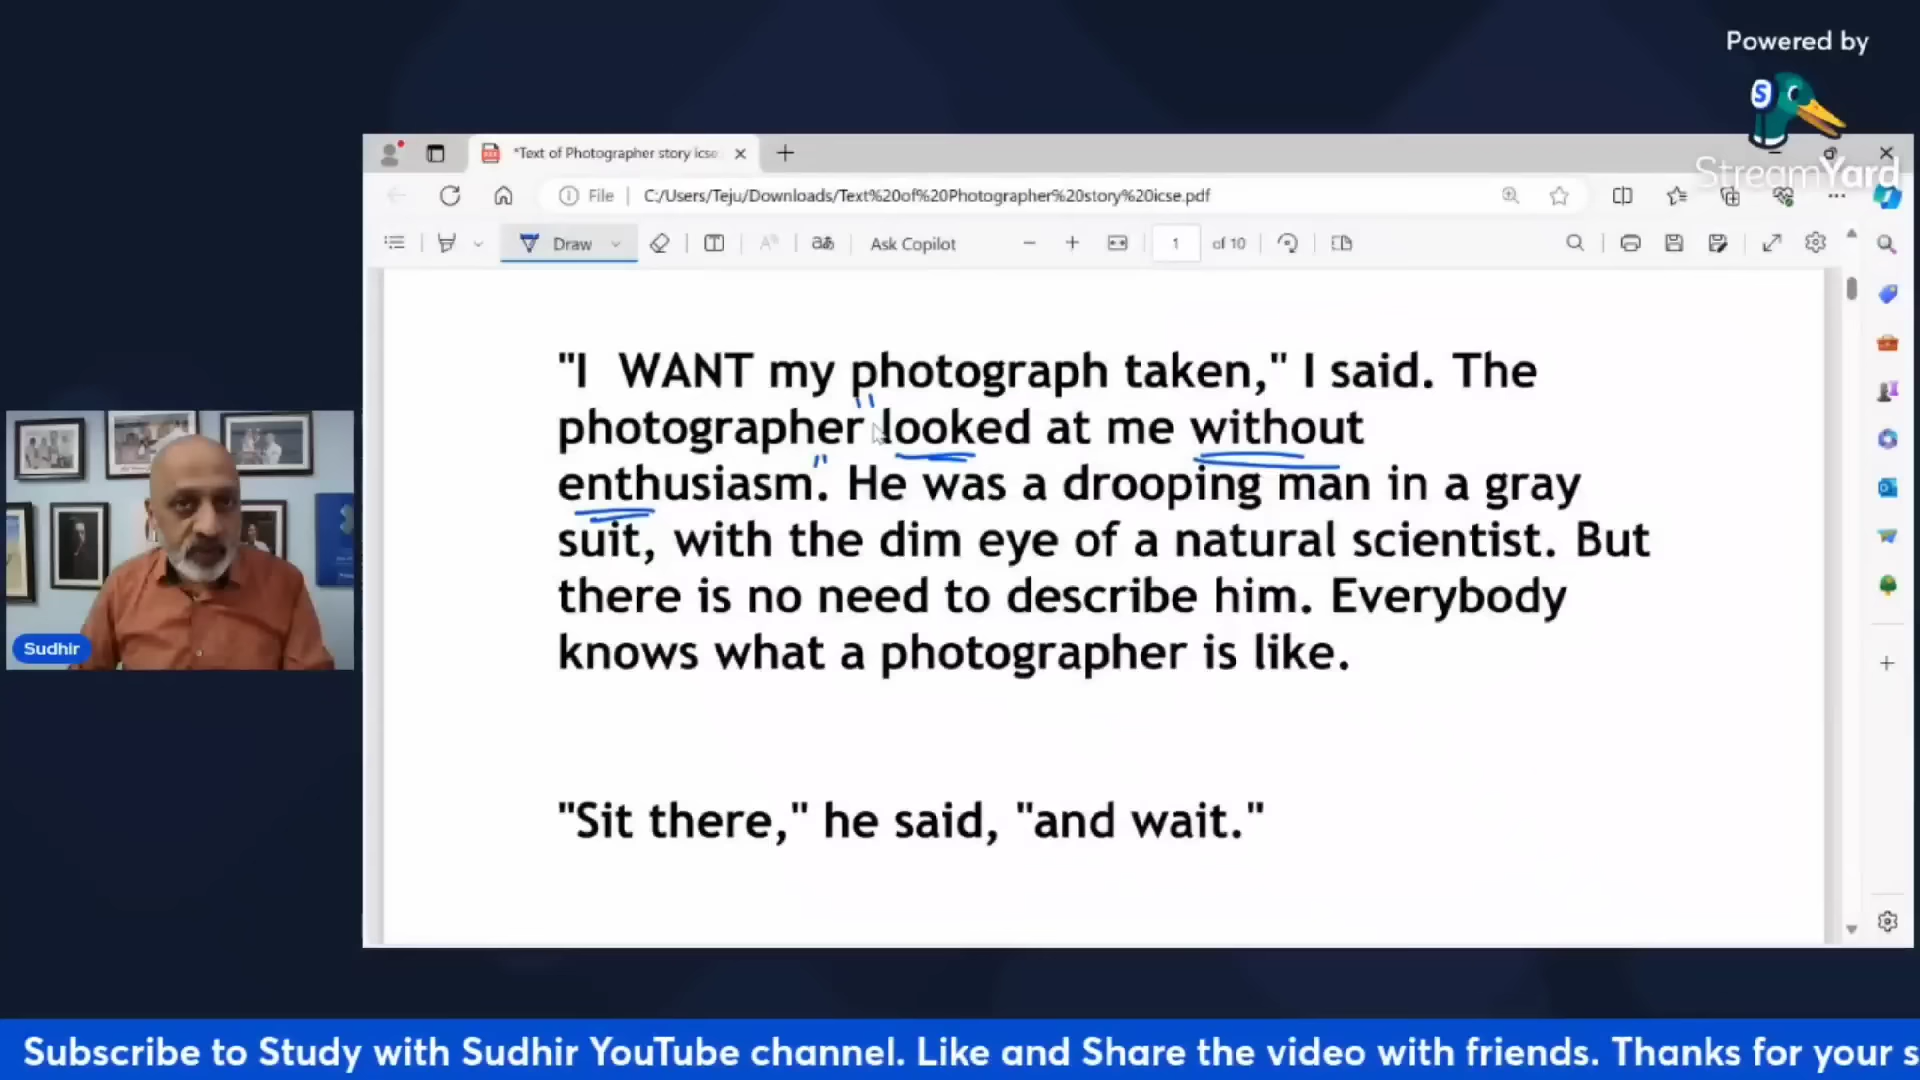 Powered by
StreamYard
*Text of Photographer story icse
File
C:/Users/Teju/Downloads/Text%20of%20Photographer%20story%20icse.pdf
Draw
Ask Copilot
1 of 10
"I WANT my photograph taken," I said. The
photographer" looked at me without
enthusiasm". He was a drooping man in a gray
suit, with the dim eye of a natural scientist. But
there is no need to describe him. Everybody
knows what a photographer is like.
"Sit there," he said, "and wait."
Sudhir
Subscribe to Study with Sudhir YouTube channel. Like and Share the video with friends. Thanks for your s